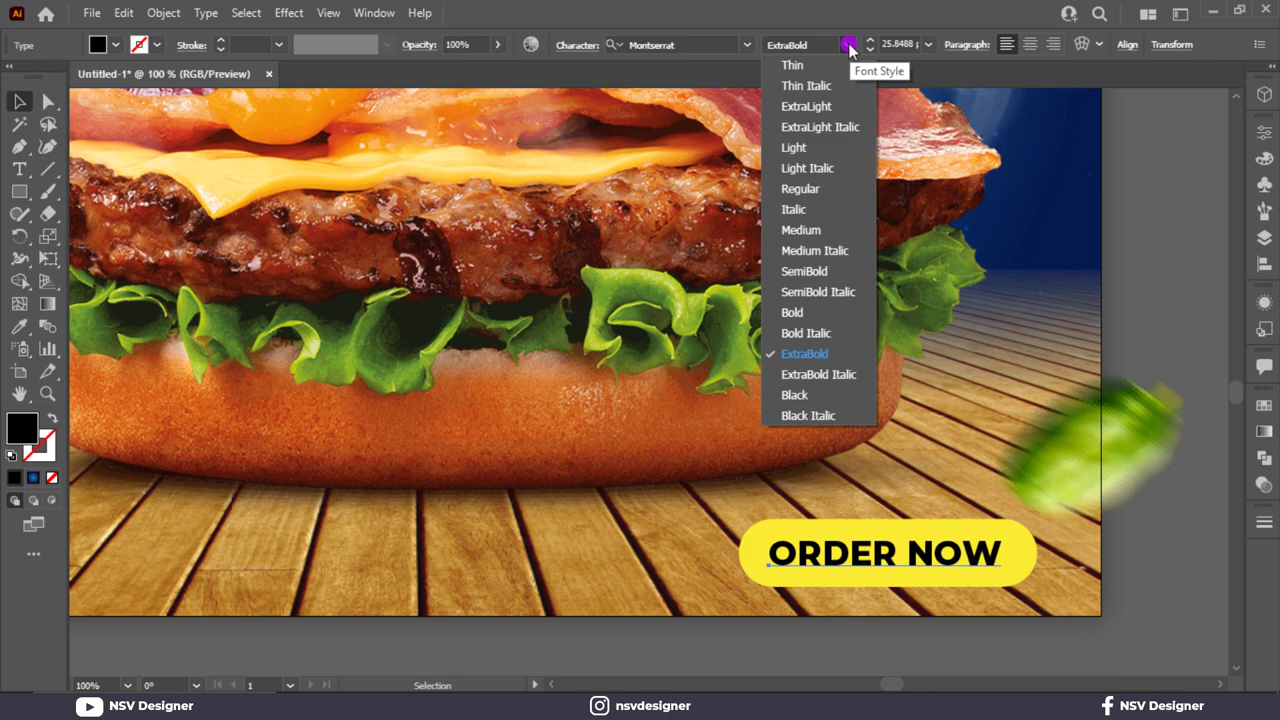 Ai
File Edit Object Type Select Effect View Window Help
Type
Stroke:
Opacity: 100%
Character: Montserrat
ExtraBold
25.8488 p
Paragraph:
Align
Transform
Untitled-1* @ 100 % (RGB/Preview) ×
Font Style
Thin
Thin Italic
ExtraLight
ExtraLight Italic
Light
Light Italic
Regular
Italic
Medium
Medium Italic
SemiBold
SemiBold Italic
Bold
Bold Italic
ExtraBold
ExtraBold Italic
Black
Black Italic
ORDER NOW
100%
0°
1
Selection
NSV Designer
nsvdesigner
NSV Designer